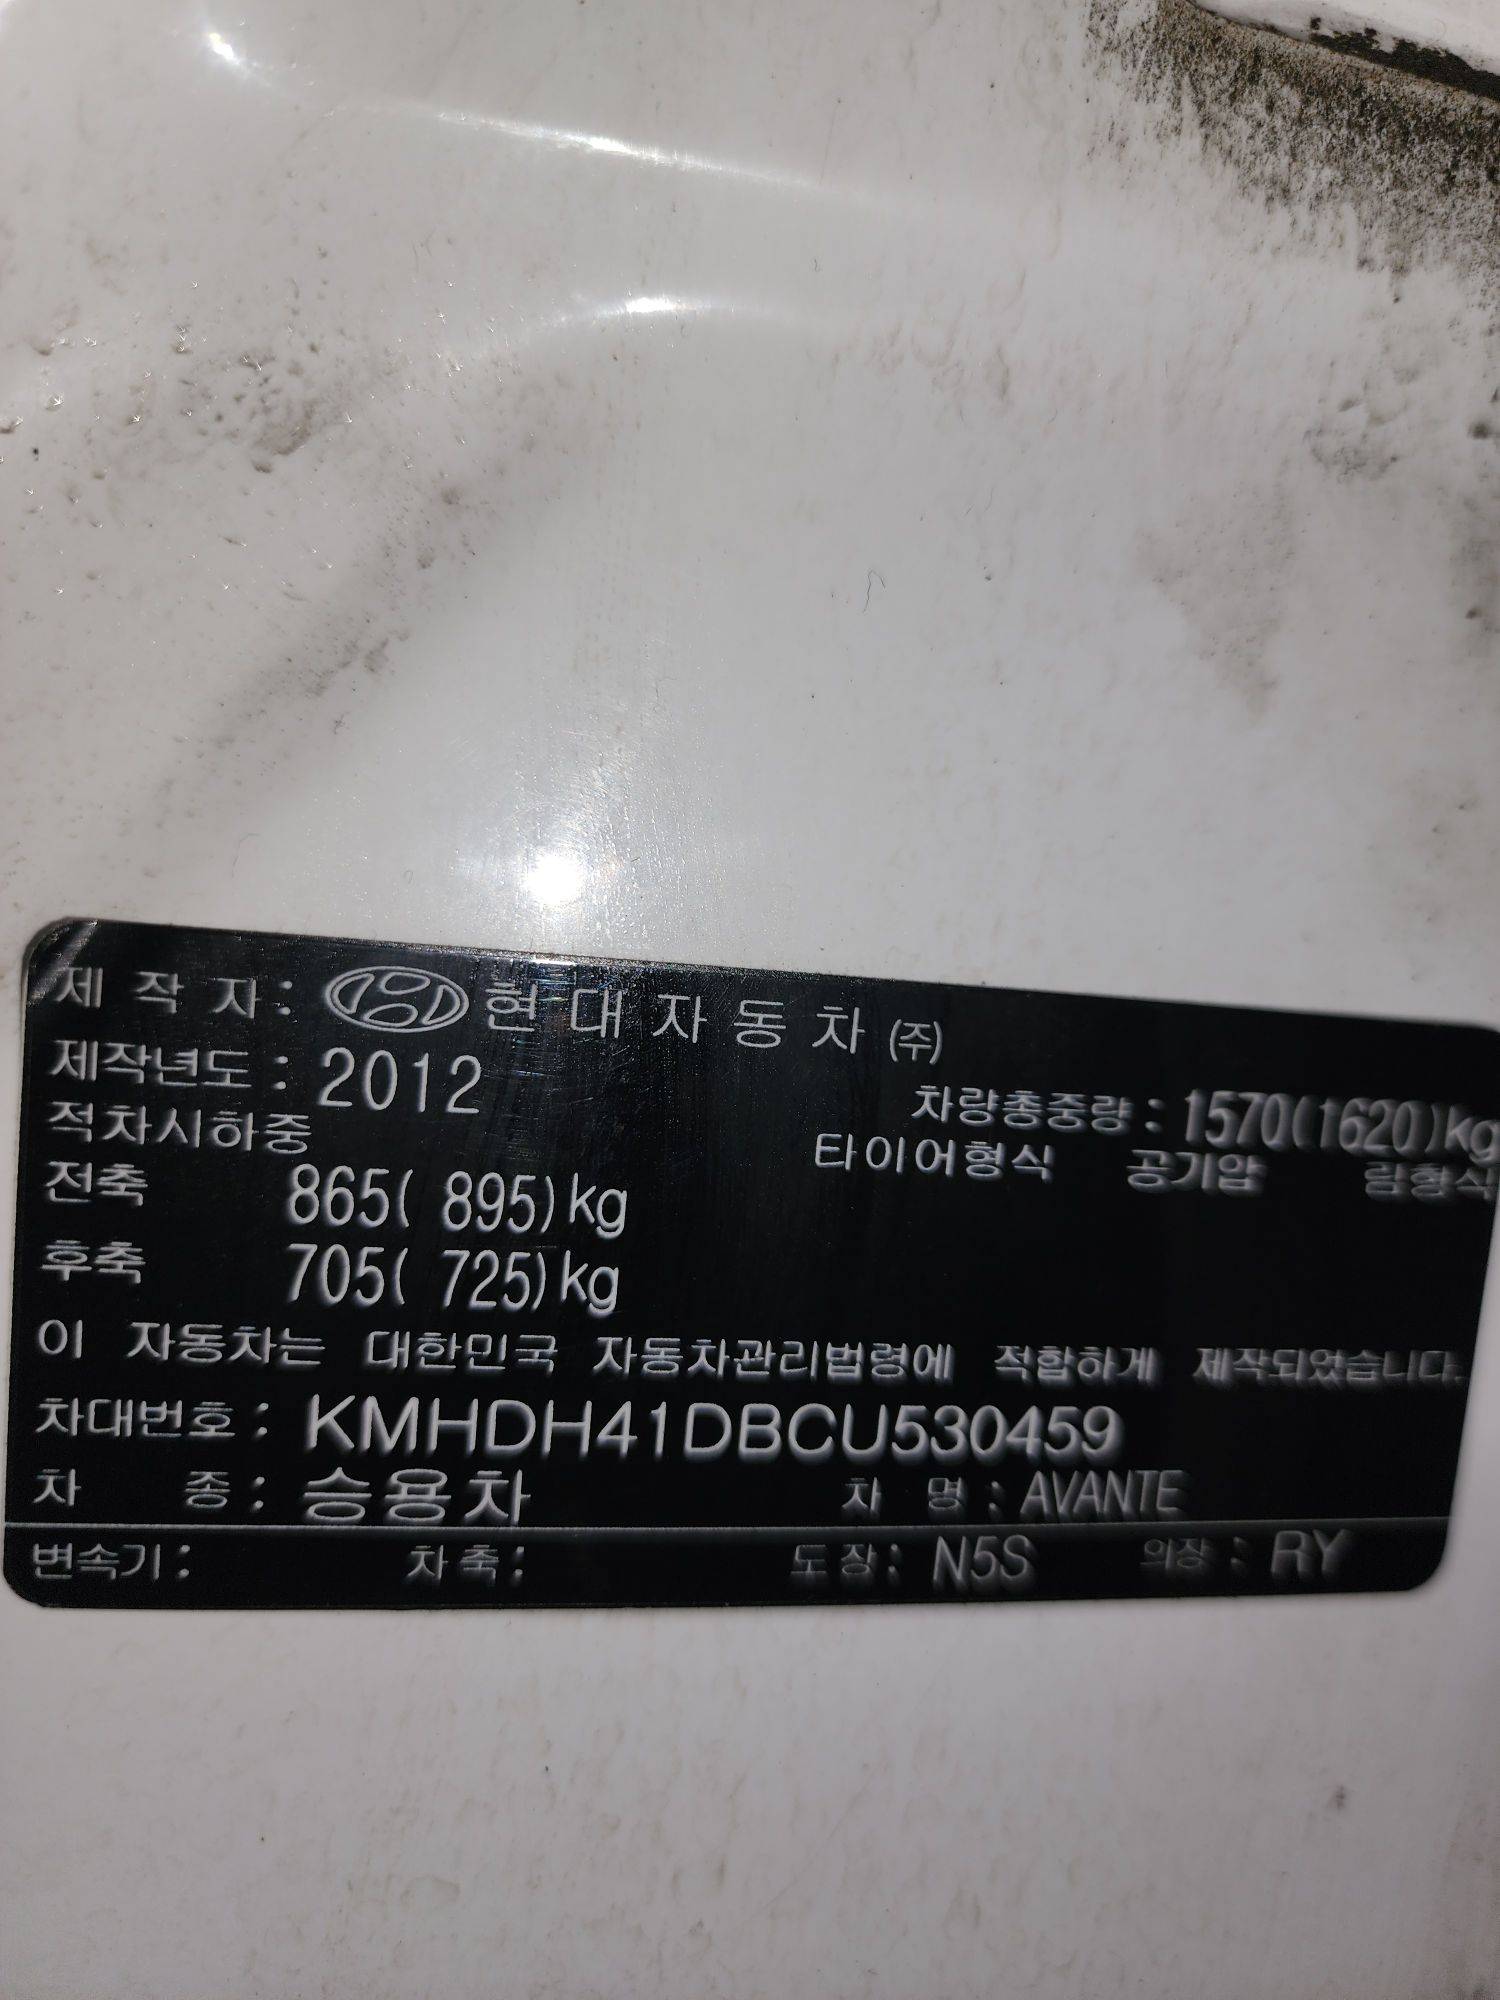 제 작 자 : 현 대 자 동 차 (주)
제작년도 : 2012
차량총중량 : 1570(1620)kg
적차시하중
타이어형식 공기압 림형식
전축 865( 895)kg
후축 705( 725)kg
이 자동차는 대한민국 자동차관리법령에 적합하게 제작되었습니다.
차대번호 : KMHDH41DBCU530459
차 종 : 승용차 차 명 : AVANTE
변속기 : 차축 : 도장 : N5S 의장 : RY